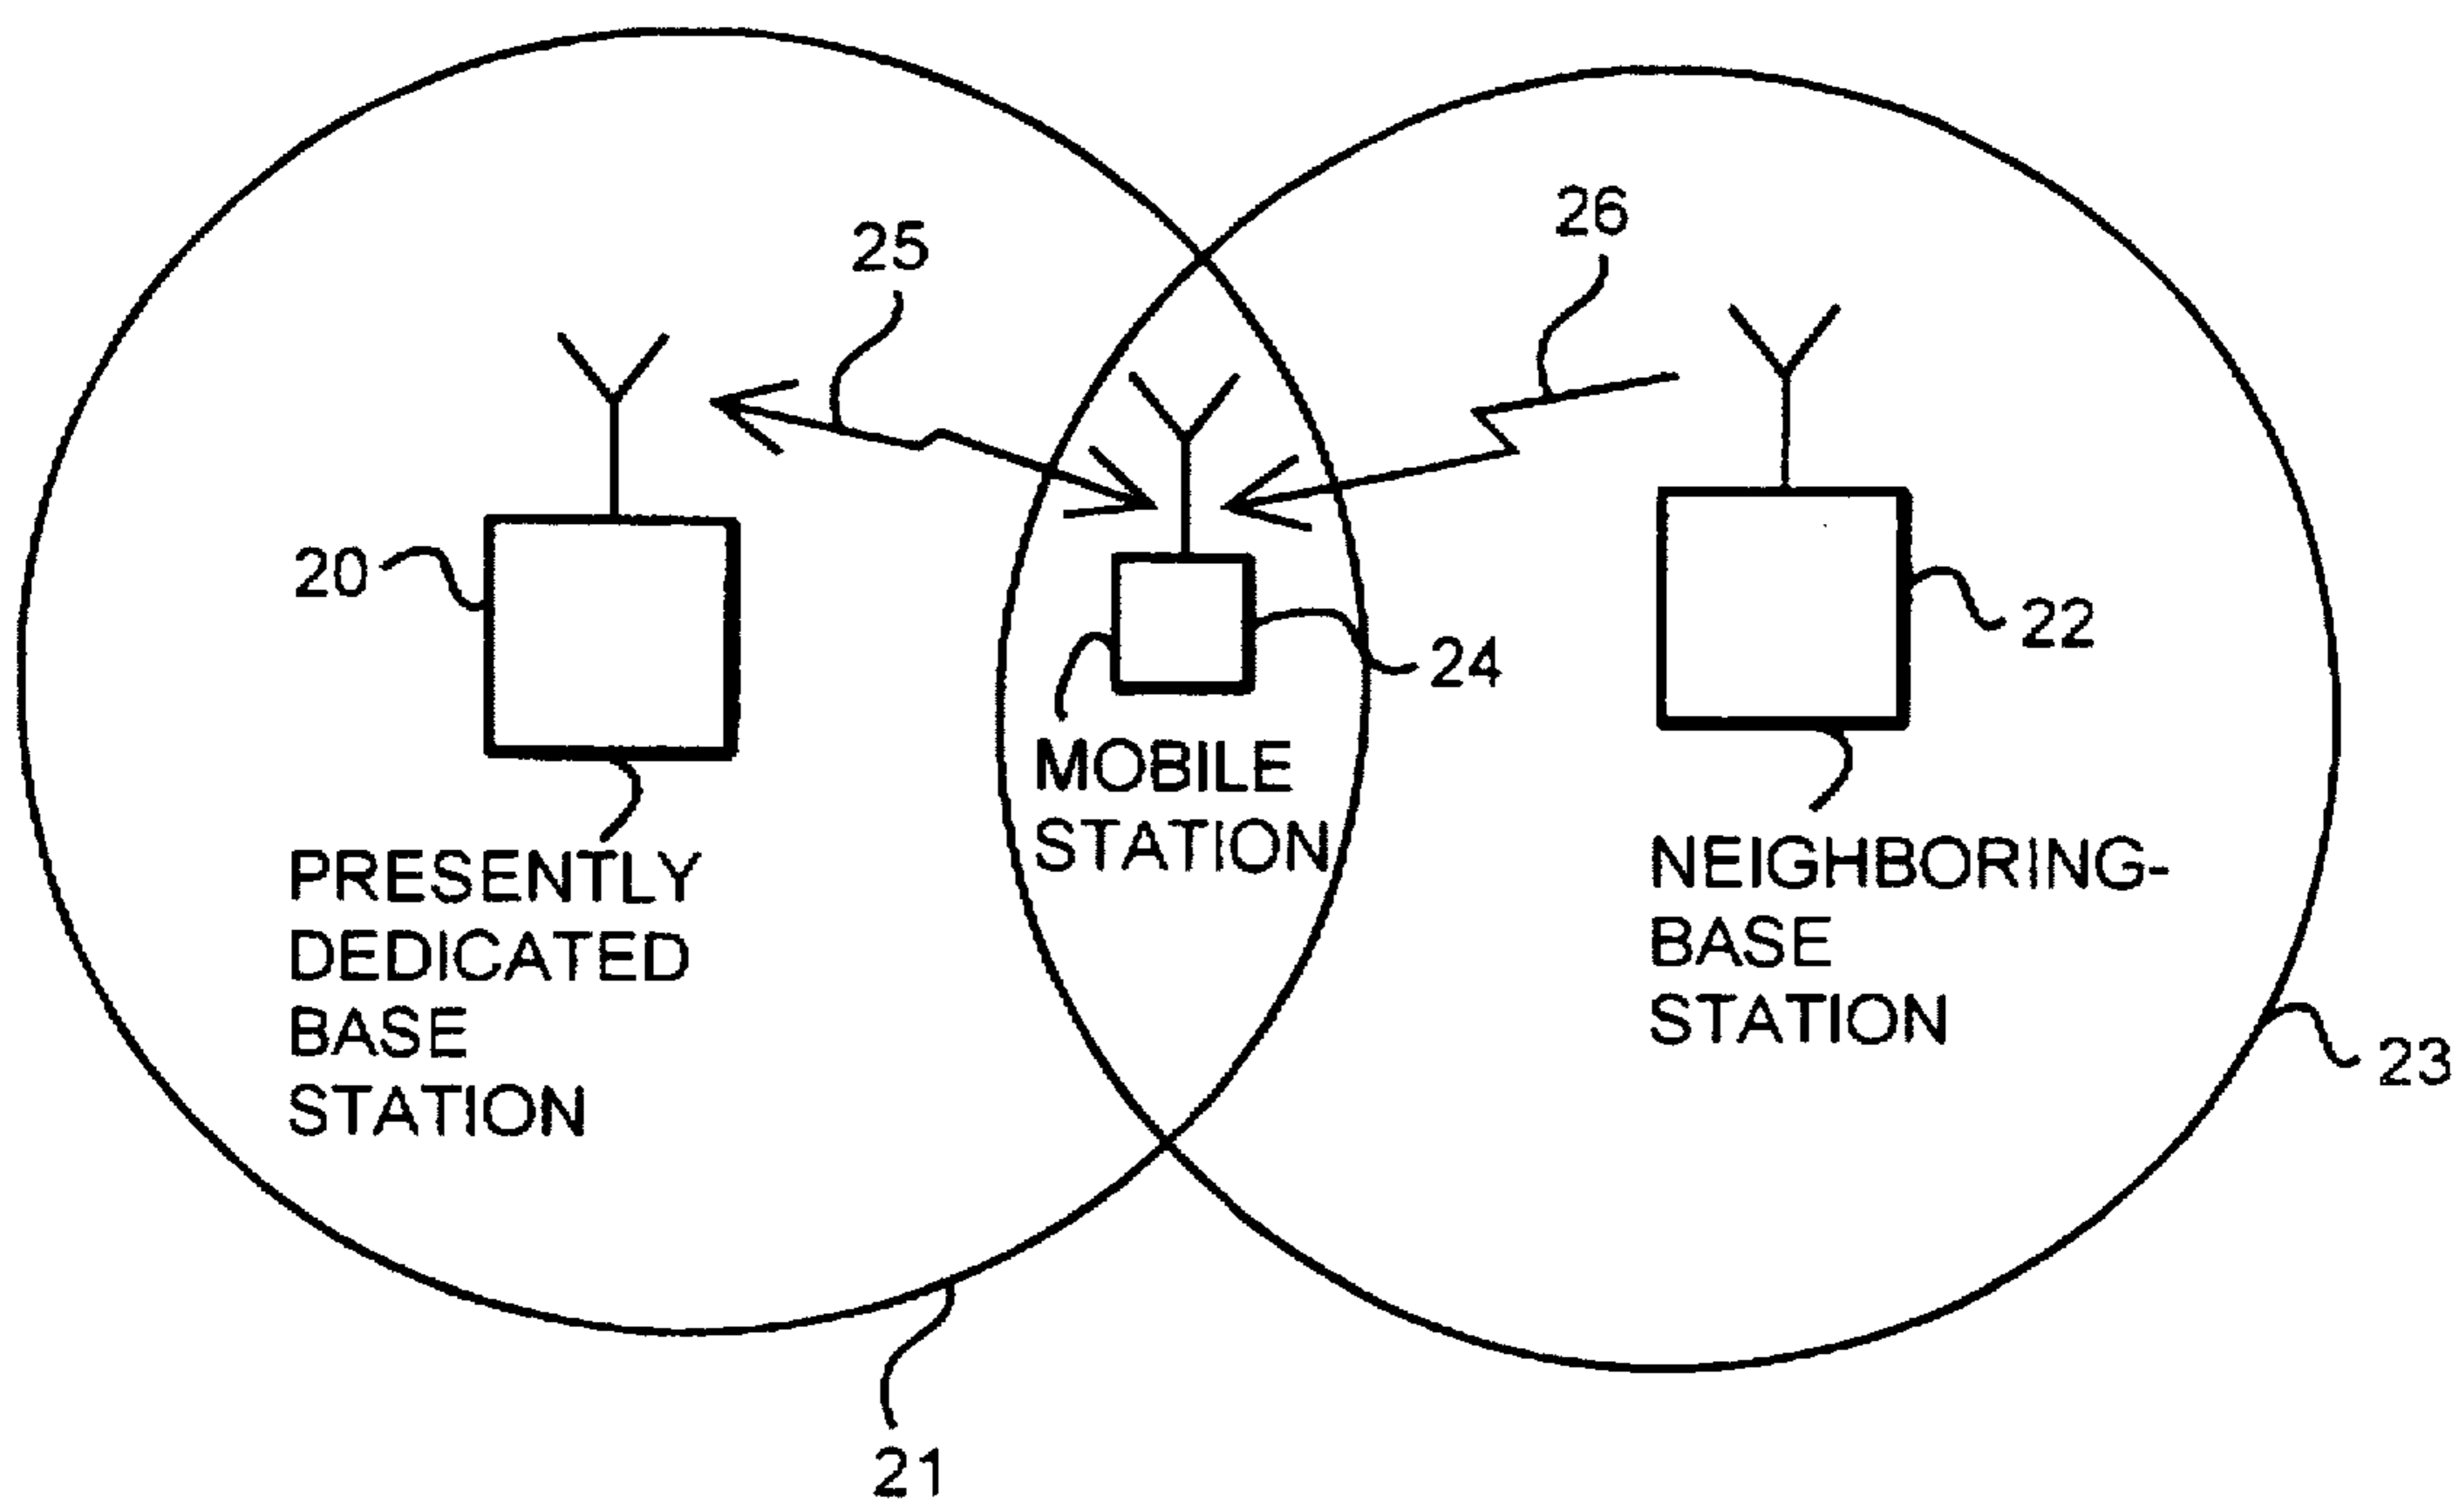 26
25
20
22
24
MOBILE
STATION
PRESENTLY
DEDICATED
BASE
STATION
NEIGHBORING-
BASE
STATION
23
21